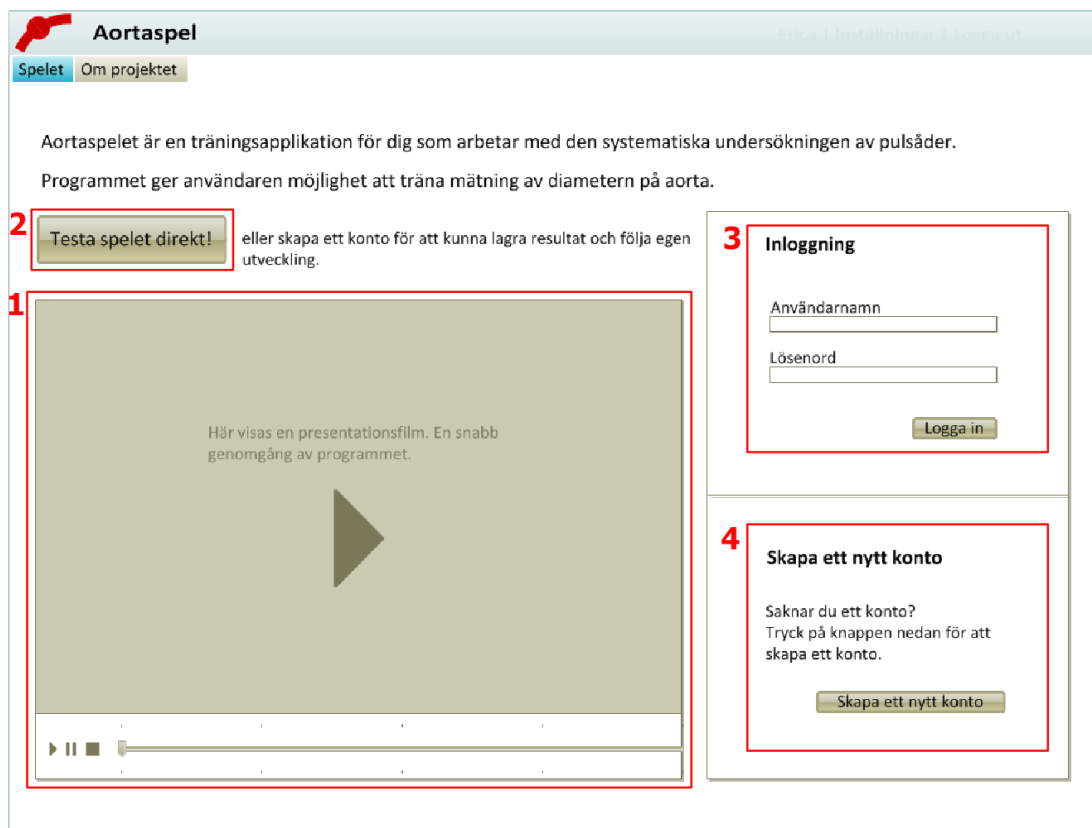 Aortaspel
Erica | Inställningar | Logga ut
Spelet Om projektet
Aortaspelet är en träningsapplikation för dig som arbetar med den systematiska undersökningen av pulsåder.
Programmet ger användaren möjlighet att träna mätning av diametern på aorta.
2
Testa spelet direkt!
eller skapa ett konto för att kunna lagra resultat och följa egen
utveckling.
1
Här visas en presentationsfilm. En snabb
genomgång av programmet.
3
Inloggning
Användarnamn
Lösenord
Logga in
4
Skapa ett nytt konto
Saknar du ett konto?
Tryck på knappen nedan för att
skapa ett konto.
Skapa ett nytt konto